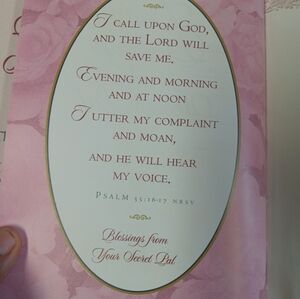 I CALL UPON GOD,
AND THE LORD WILL
SAVE ME.
EVENING AND MORNING
AND AT NOON
I UTTER MY COMPLAINT
AND MOAN,
AND HE WILL HEAR
MY VOICE.
PSALM 55:16-17 NRSV
Blessings from
Your Secret Pal